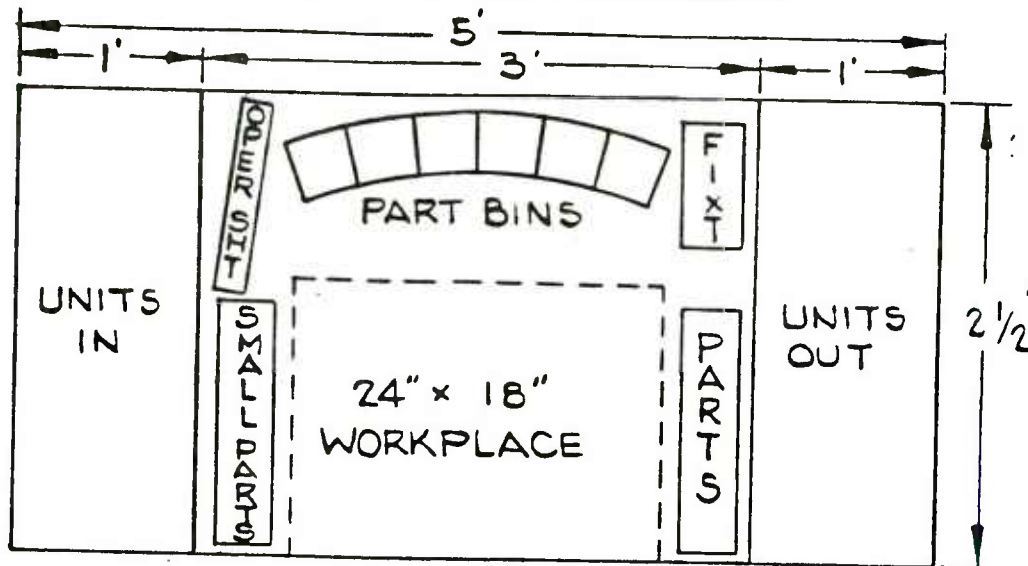 5'
1'
3'
1'
OPER SHT
PART BINS
FIXT
UNITS
IN
SMALL PARTS
24" x 18"
WORKPLACE
PARTS
UNITS
OUT
2 1/2'